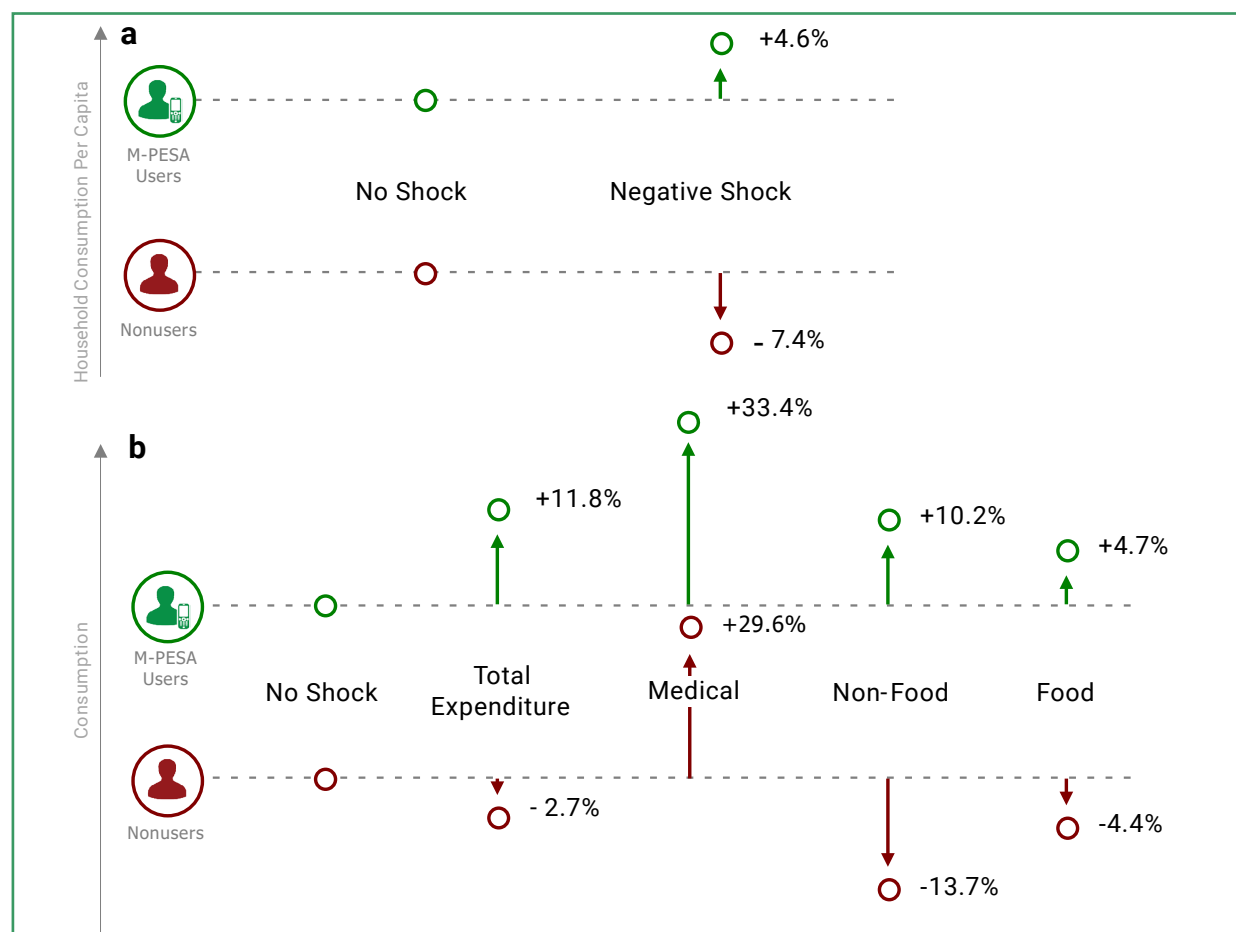 a
Household Consumption Per Capita
+4.6%
M-PESA
Users
No Shock
Negative Shock
Nonusers
- 7.4%
b
Consumption
+33.4%
+11.8%
+10.2%
+4.7%
M-PESA
Users
+29.6%
No Shock
Total
Expenditure
Medical
Non-Food
Food
Nonusers
- 2.7%
-4.4%
-13.7%